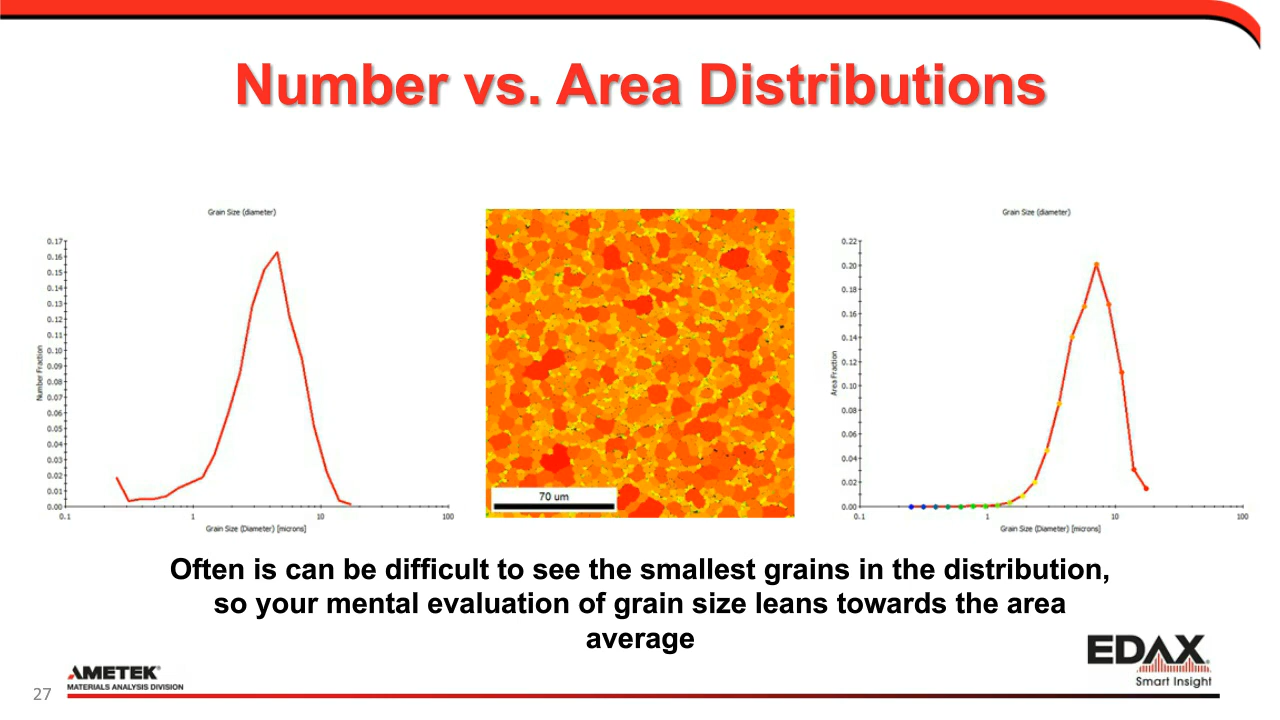 Number vs. Area Distributions
Grain Size (diameter)
0.17
0.16
0.15
0.14
0.13
0.12
0.11
0.10
0.09
0.08
0.07
0.06
0.05
0.04
0.03
0.02
0.01
0.00
Number Fraction
0.1 1 10 100
Grain Size (Diameter) [microns]
70 um
Grain Size (diameter)
0.22
0.20
0.18
0.16
0.14
0.12
0.10
0.08
0.06
0.04
0.02
0.00
Area Fraction
0.1 1 10 100
Grain Size (Diameter) [microns]
Often is can be difficult to see the smallest grains in the distribution,
so your mental evaluation of grain size leans towards the area
average
27
AMETEK®
MATERIALS ANALYSIS DIVISION
EDAX
Smart Insight